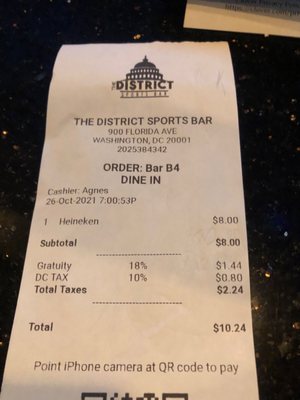 THE
DISTRICT
SPORTS BAR
THE DISTRICT SPORTS BAR
900 FLORIDA AVE
WASHINGTON, DC 20001
2025384342
ORDER: Bar B4
DINE IN
Cashier: Agnes
26-Oct-2021 7:00:53P
1 Heineken $8.00
Subtotal $8.00
Gratuity 18% $1.44
DC TAX 10% $0.80
Total Taxes $2.24
Total $10.24
Point iPhone camera at QR code to pay